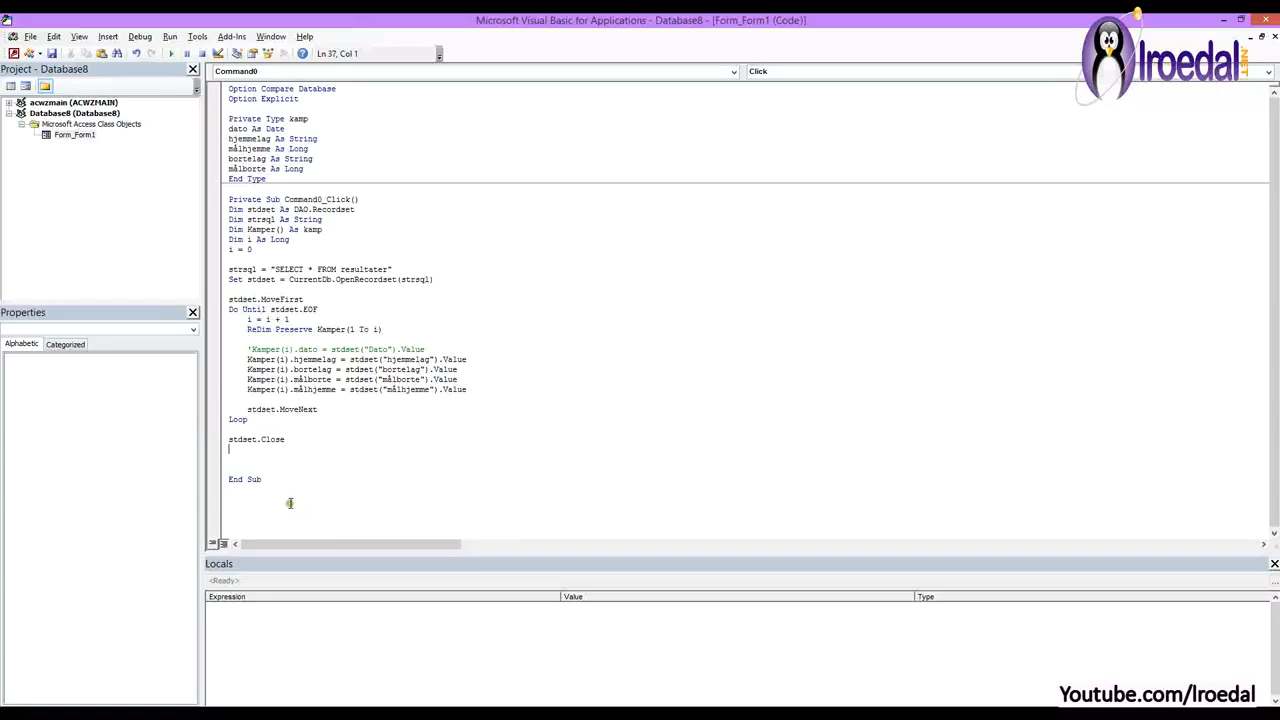 Microsoft Visual Basic for Applications - Database8 - [Form_Form1 (Code)]
File Edit View Insert Debug Run Tools Add-Ins Window Help
lroedal.NET
Ln 37, Col 1
Project - Database8
Command0
Click
acwzmain (ACWZMAIN)
Database8 (Database8)
Microsoft Access Class Objects
Form_Form1
Option Compare Database
Option Explicit
Private Type kamp
dato As Date
hjemmelag As String
målhjemme As Long
bortelag As String
målborte As Long
End Type
Private Sub Command0_Click()
Dim stdset As DAO.Recordset
Dim strsql As String
Dim Kamper() As kamp
Dim i As Long
i = 0
strsql = "SELECT * FROM resultater"
Set stdset = CurrentDb.OpenRecordset(strsql)
stdset.MoveFirst
Do Until stdset.EOF
i = i + 1
ReDim Preserve Kamper(1 To i)
'Kamper(i).dato = stdset("Dato").Value
Kamper(i).hjemmelag = stdset("hjemmelag").Value
Kamper(i).bortelag = stdset("bortelag").Value
Kamper(i).målborte = stdset("målborte").Value
Kamper(i).målhjemme = stdset("målhjemme").Value
stdset.MoveNext
Loop
stdset.Close
End Sub
Properties
Alphabetic Categorized
Locals
<Ready>
Expression Value Type
Youtube.com/lroedal